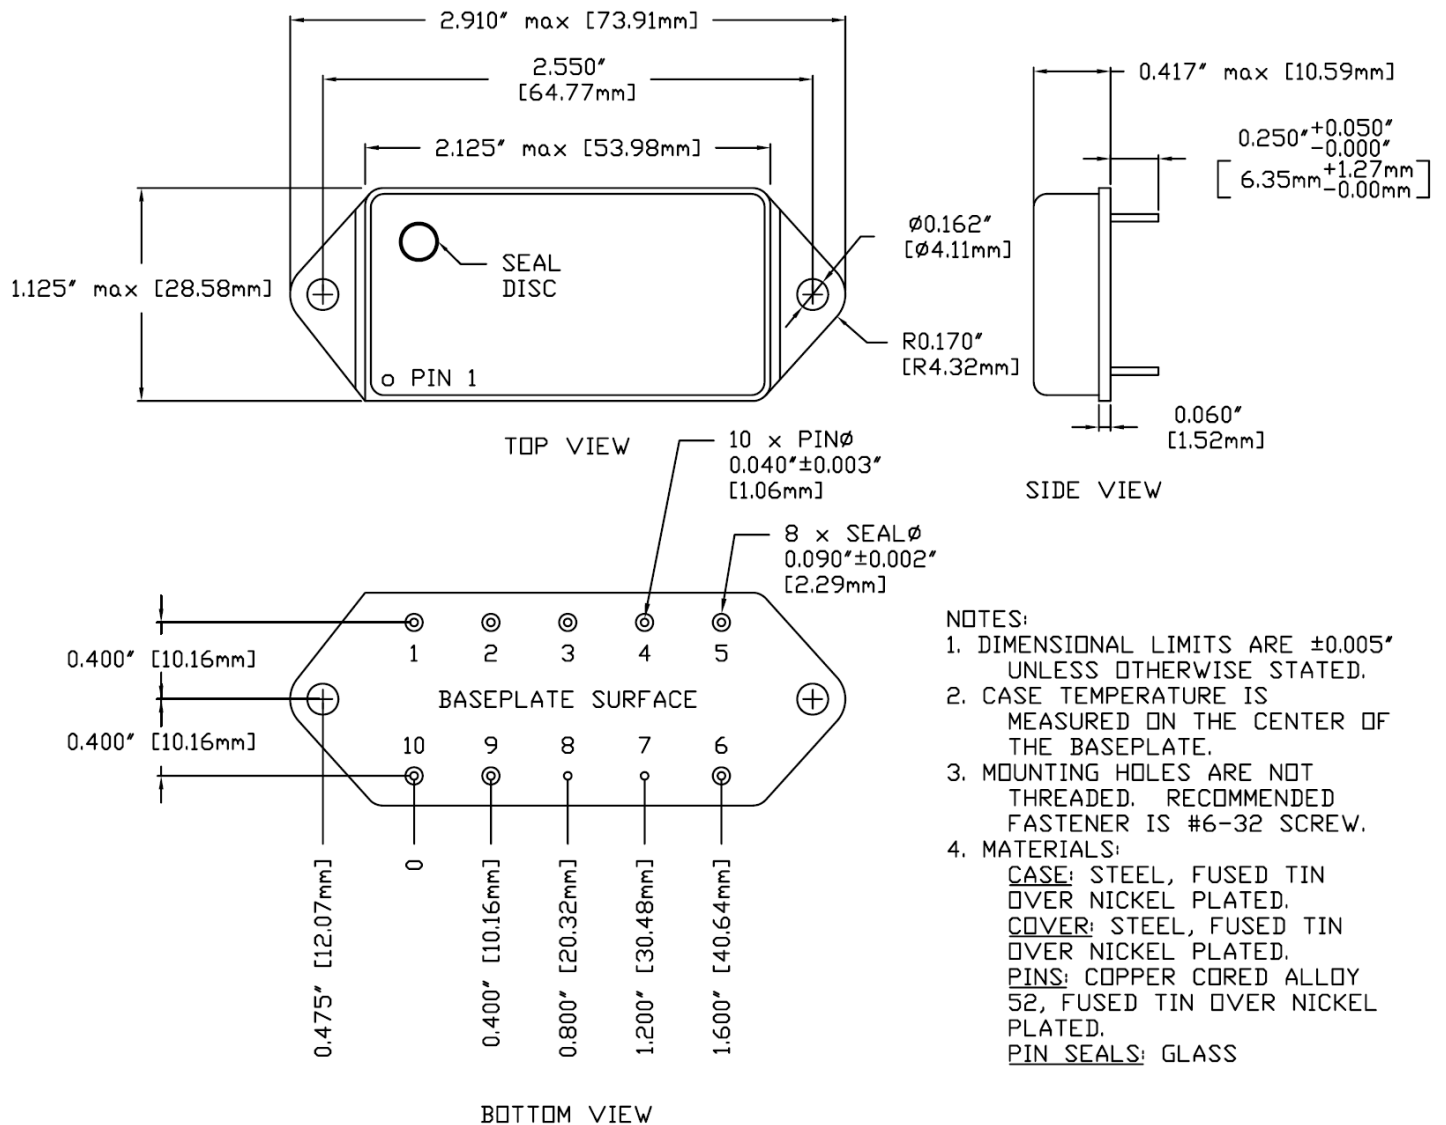 2.910" max [73.91mm]
2.550"
[64.77mm]
2.125" max [53.98mm]
1.125" max [28.58mm]
SEAL
DISC
PIN 1
Ø0.162"
[Ø4.11mm]
R0.170"
[R4.32mm]
TOP VIEW
0.417" max [10.59mm]
0.250" +0.050"
-0.000"
[6.35mm +1.27mm
-0.00mm]
0.060"
[1.52mm]
SIDE VIEW
10 x PINØ
0.040"±0.003"
[1.06mm]
8 x SEALØ
0.090"±0.002"
[2.29mm]
0.400" [10.16mm]
0.400" [10.16mm]
1 2 3 4 5
BASEPLATE SURFACE
10 9 8 7 6
0.475" [12.07mm]
0
0.400" [10.16mm]
0.800" [20.32mm]
1.200" [30.48mm]
1.600" [40.64mm]
BOTTOM VIEW
NOTES:
1. DIMENSIONAL LIMITS ARE ±0.005"
UNLESS OTHERWISE STATED.
2. CASE TEMPERATURE IS
MEASURED ON THE CENTER OF
THE BASEPLATE.
3. MOUNTING HOLES ARE NOT
THREADED. RECOMMENDED
FASTENER IS #6-32 SCREW.
4. MATERIALS:
CASE: STEEL, FUSED TIN
OVER NICKEL PLATED.
COVER: STEEL, FUSED TIN
OVER NICKEL PLATED.
PINS: COPPER CORED ALLOY
52, FUSED TIN OVER NICKEL
PLATED.
PIN SEALS: GLASS